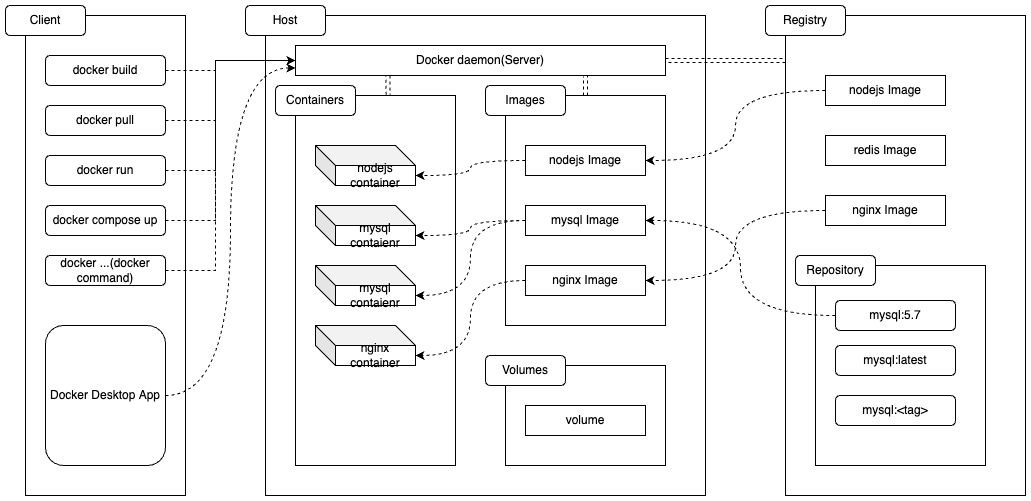 Client
docker build
docker pull
docker run
docker compose up
docker ...(docker
command)
Docker Desktop App
Host
Docker daemon(Server)
Containers
nodejs
container
mysql
contaienr
mysql
contaienr
nginx
container
Images
nodejs Image
mysql Image
nginx Image
Volumes
volume
Registry
nodejs Image
redis Image
nginx Image
Repository
mysql:5.7
mysql:latest
mysql:<tag>